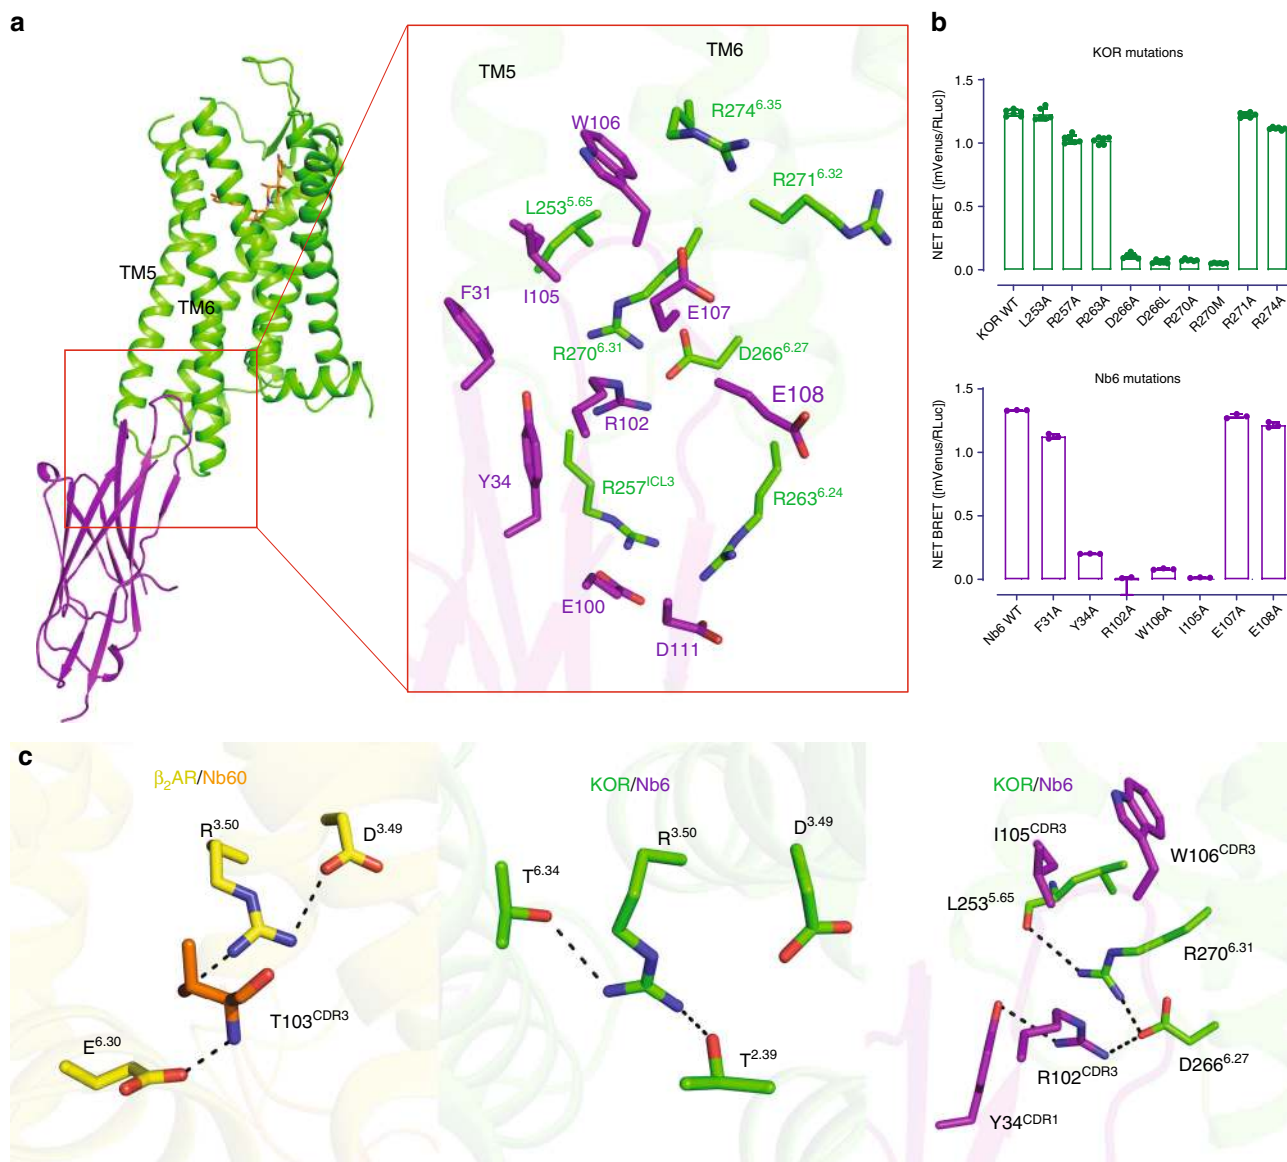 a
TM5
TM6
TM5
TM6
W106
R274^6.35
R271^6.32
L253^5.65
I105
F31
E107
R270^6.31
D266^6.27
R102
E108
Y34
R257^ICL3
R263^6.24
E100
D111
b
KOR mutations
NET BRET ([mVenus/RLuc])
1.5
1.0
0.5
0.0
KOR WT
L253A
R257A
R263A
D266A
D266L
R270A
R270M
R271A
R274A
Nb6 mutations
NET BRET ([mVenus/RLuc])
1.5
1.0
0.5
0.0
Nb6 WT
F31A
Y34A
R102A
W106A
I105A
E107A
E108A
c
β₂AR/Nb60
R^3.50
D^3.49
T103^CDR3
E^6.30
KOR/Nb6
R^3.50
D^3.49
T^6.34
T^2.39
KOR/Nb6
I105^CDR3
W106^CDR3
L253^5.65
R270^6.31
R102^CDR3
D266^6.27
Y34^CDR1